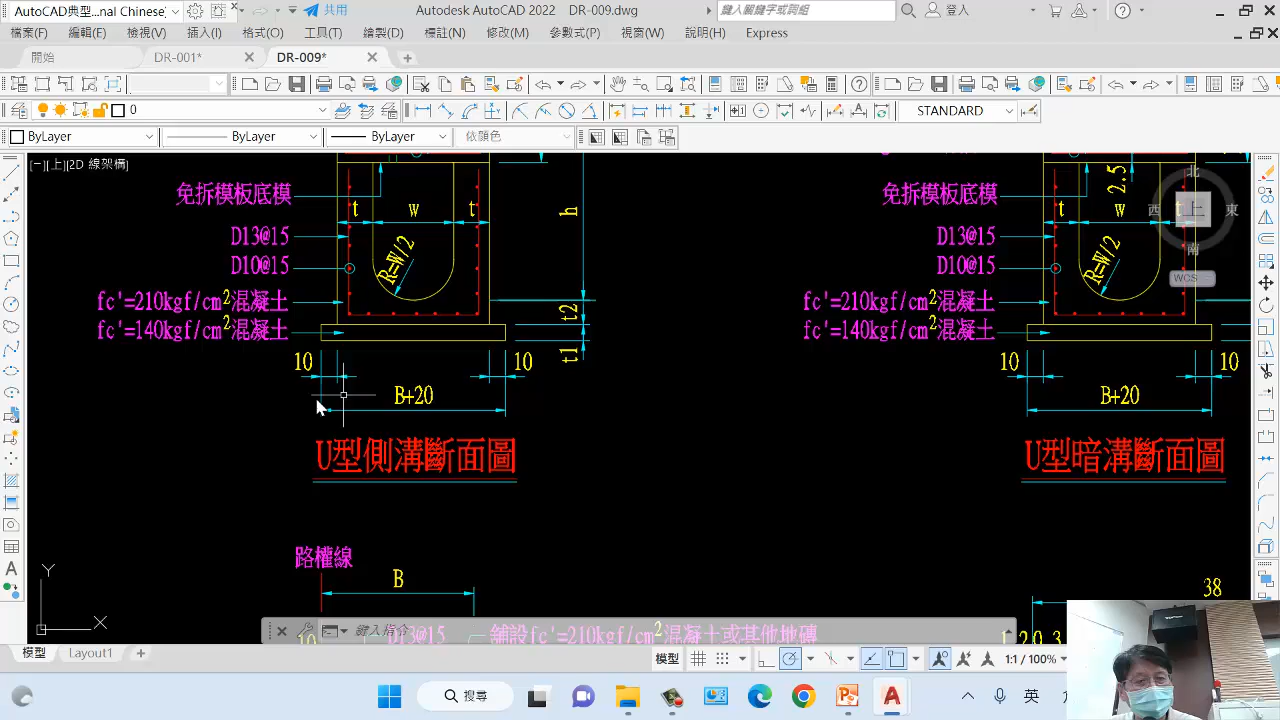 AutoCAD典型...nal Chinese
共用
Autodesk AutoCAD 2022 DR-009.dwg
鍵入關鍵字或詞組
登入
檔案(F) 編輯(E) 檢視(V) 插入(I) 格式(O) 工具(T) 繪製(D) 標註(N) 修改(M) 參數式(P) 視窗(W) 說明(H) Express
開始 DR-001* DR-009*
0
STANDARD
ByLayer ByLayer ByLayer 依顏色
[−][上][2D 線架構]
免拆模板底模
t w t
h
D13@15
D10@15
R=W/2
fc'=210kgf/cm2混凝土
fc'=140kgf/cm2混凝土
t2
t1
10 10
B+20
U型側溝斷面圖
免拆模板底模
2.5
t w t
D13@15
D10@15
R=W/2
fc'=210kgf/cm2混凝土
fc'=140kgf/cm2混凝土
10 10
B+20
U型暗溝斷面圖
北
西 上 東
南
WCS
路權線
B
38
Y
X
鍵入指令
10 D13@15 舖設fc'=210kgf/cm2混凝土或其他地磚
模型 Layout1
模型
1:1 / 100%
搜尋
英